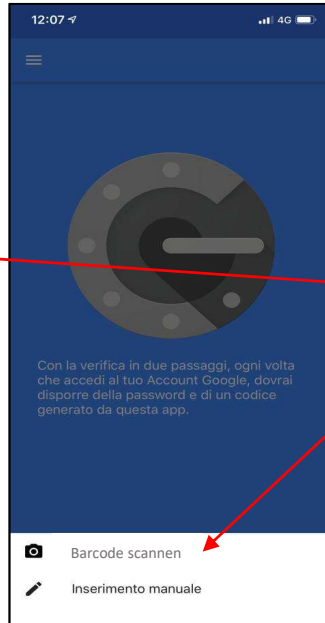 12:07
4G
Con la verifica in due passaggi, ogni volta
che accedi al tuo Account Google, dovrai
disporre della password e di un codice
generato da questa app.
Barcode scannen
Inserimento manuale